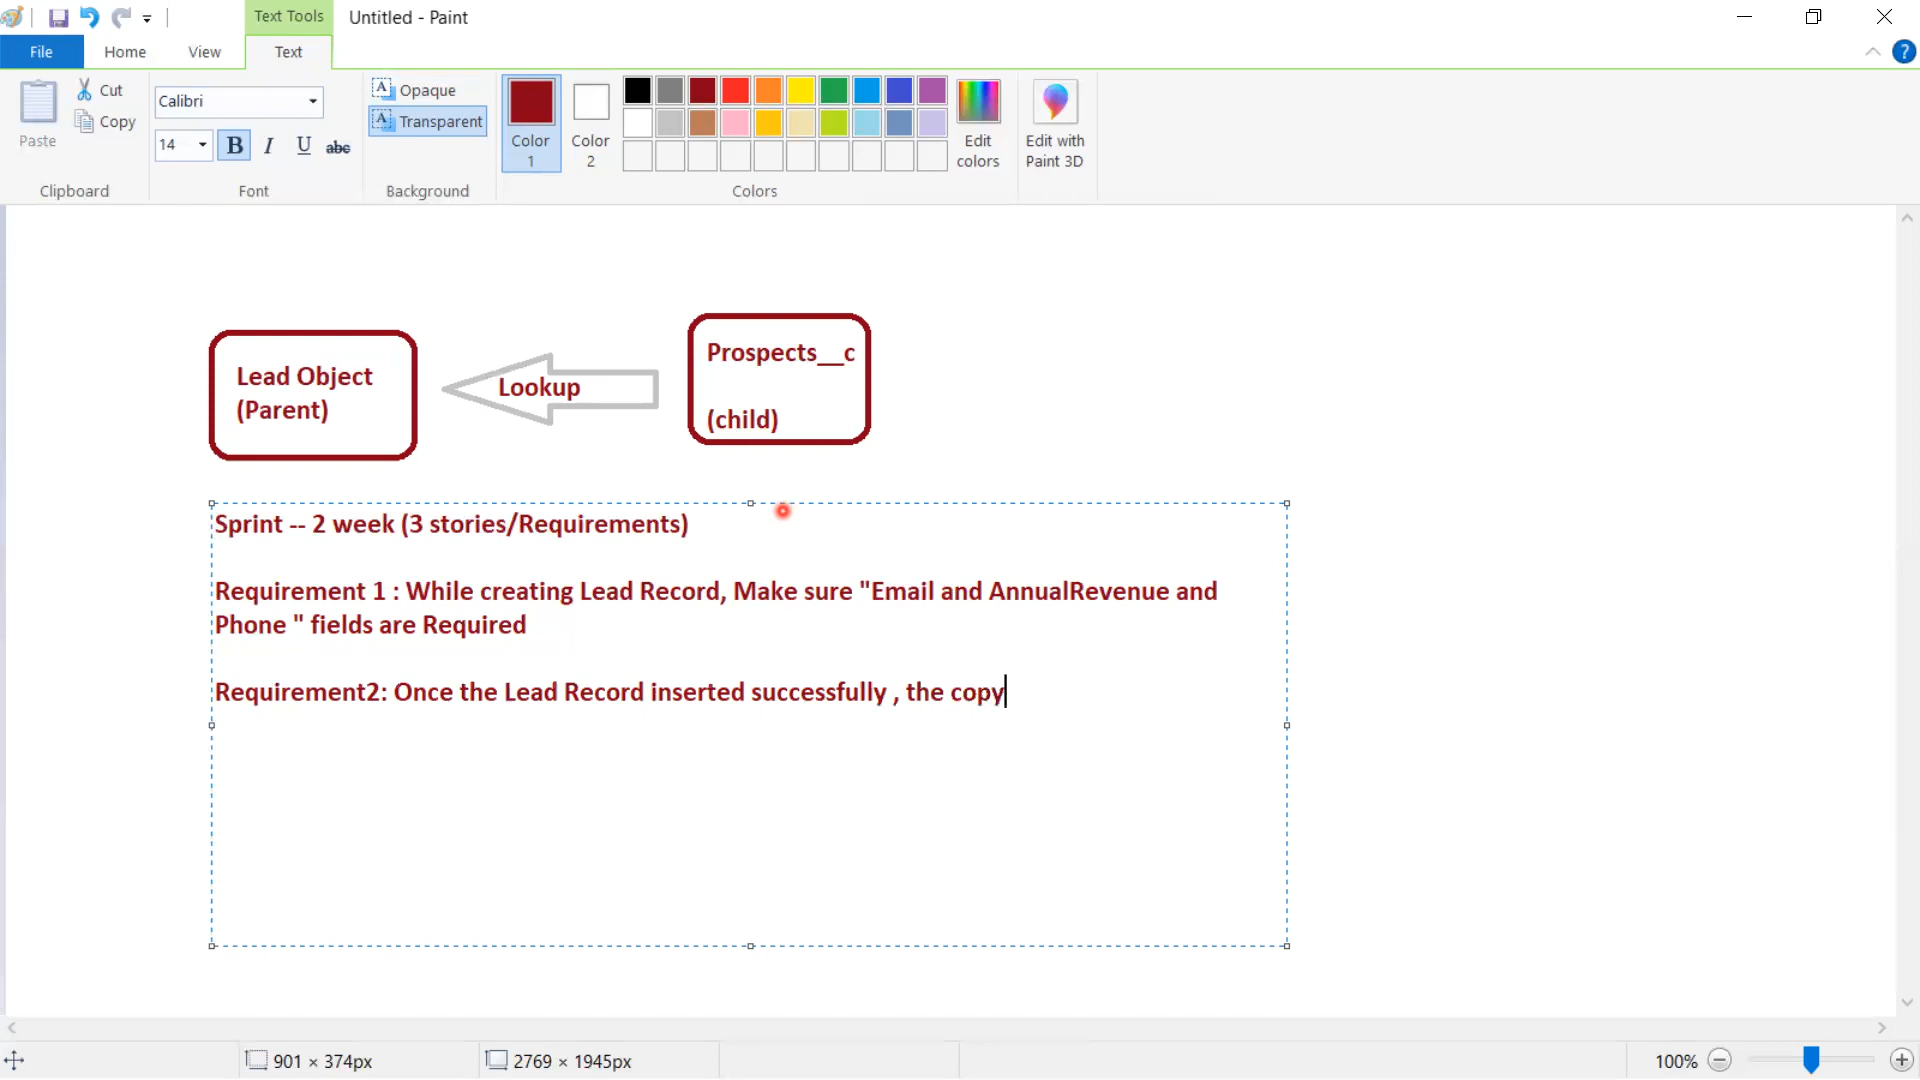 Text Tools
Untitled - Paint
File
Home
View
Text
Paste
Cut
Copy
Clipboard
Calibri
14
B I U abc
Font
A Opaque
A Transparent
Background
Color 1
Color 2
Edit colors
Colors
Edit with Paint 3D
?
Lead Object
(Parent)
Lookup
Prospects__c
(child)
Sprint -- 2 week (3 stories/Requirements)
Requirement 1 : While creating Lead Record, Make sure "Email and AnnualRevenue and
Phone " fields are Required
Requirement2: Once the Lead Record inserted successfully , the copy
901 × 374px
2769 × 1945px
100%